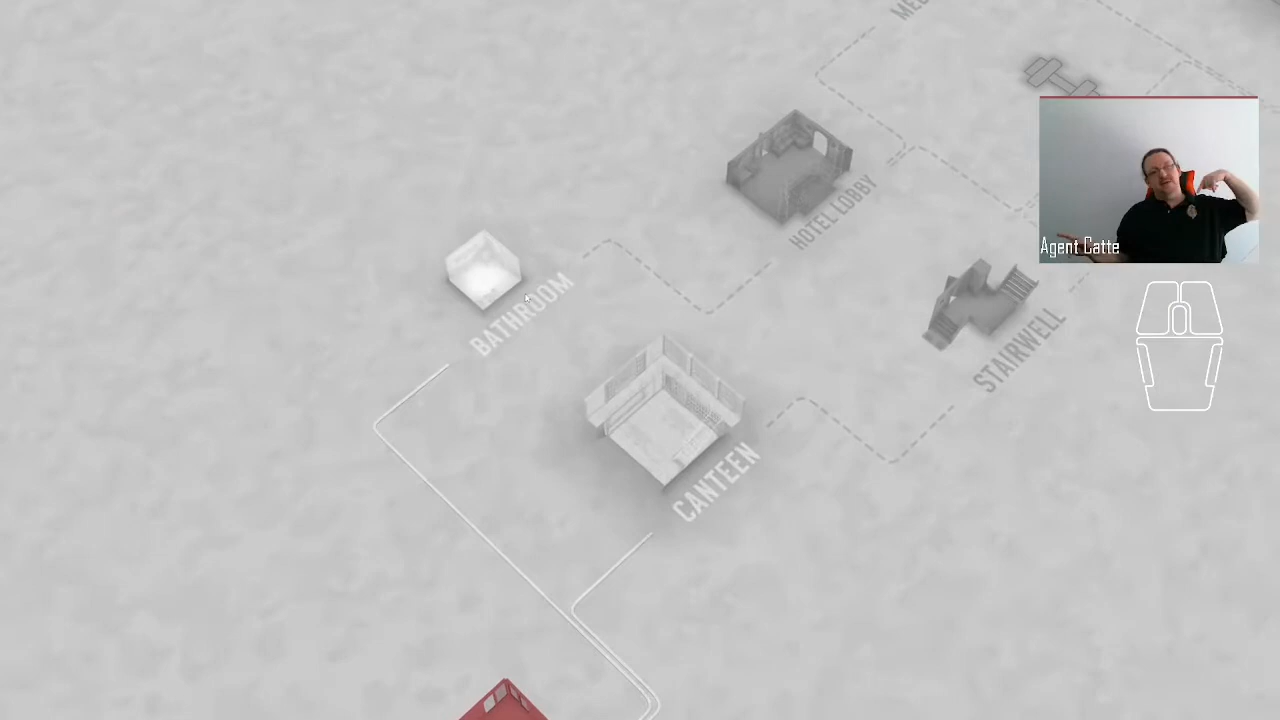 HOTEL LOBBY
Agent Catte
BATHROOM
STAIRWELL
CANTEEN